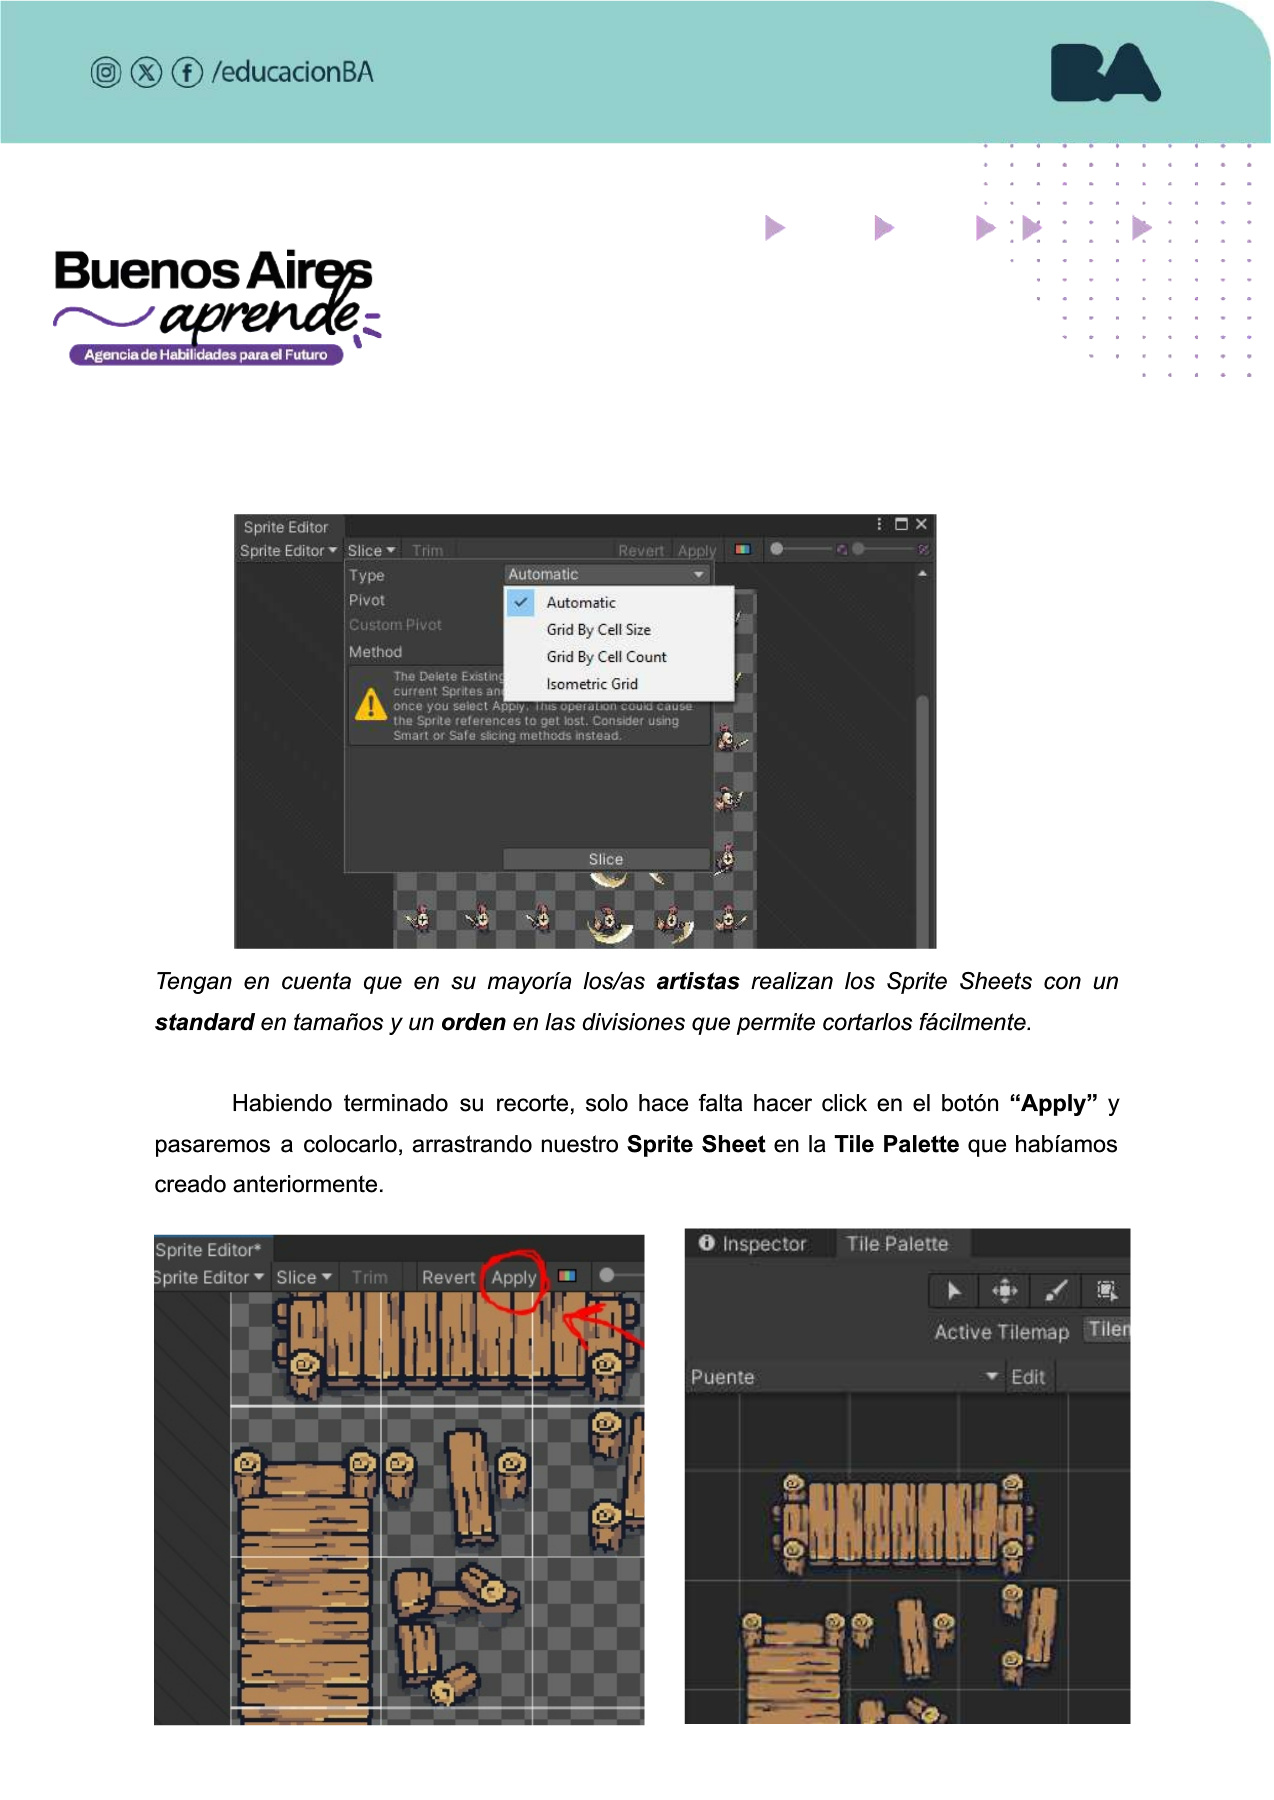 /educacionBA
BA
Buenos Aires
aprende
Agencia de Habilidades para el Futuro
Sprite Editor
Sprite Editor Slice Trim Revert Apply
Type Automatic
Pivot
Custom Pivot
Method
Automatic
Grid By Cell Size
Grid By Cell Count
Isometric Grid
The Delete Existing
current Sprites an
once you select Apply. This operation could cause
the Sprite references to get lost. Consider using
Smart or Safe slicing methods instead.
Slice
Tengan en cuenta que en su mayoría los/as artistas realizan los Sprite Sheets con un
standard en tamaños y un orden en las divisiones que permite cortarlos fácilmente.
Habiendo terminado su recorte, solo hace falta hacer click en el botón “Apply” y
pasaremos a colocarlo, arrastrando nuestro Sprite Sheet en la Tile Palette que habíamos
creado anteriormente.
Sprite Editor*
Sprite Editor Slice Trim Revert Apply
Inspector Tile Palette
Active Tilemap Tilem
Puente Edit